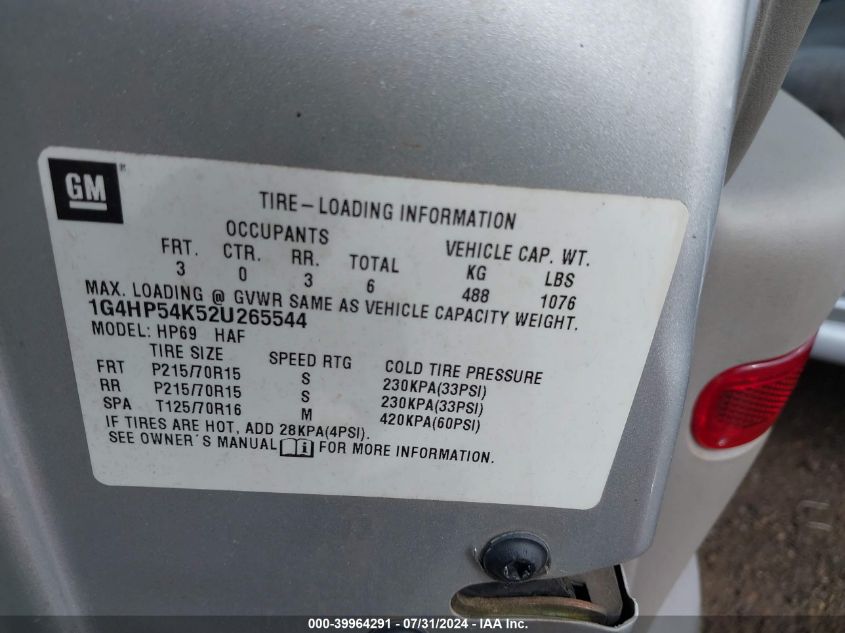 GM
TIRE–LOADING INFORMATION
OCCUPANTS VEHICLE CAP. WT.
FRT. CTR. RR. TOTAL KG LBS
3 0 3 6 488 1076
MAX. LOADING @ GVWR SAME AS VEHICLE CAPACITY WEIGHT.
1G4HP54K52U265544
MODEL: HP69 HAF
TIRE SIZE SPEED RTG COLD TIRE PRESSURE
FRT P215/70R15 S 230KPA(33PSI)
RR P215/70R15 S 230KPA(33PSI)
SPA T125/70R16 M 420KPA(60PSI)
IF TIRES ARE HOT, ADD 28KPA(4PSI).
SEE OWNER'S MANUAL FOR MORE INFORMATION.
000-39964291 - 07/31/2024 - IAA Inc.